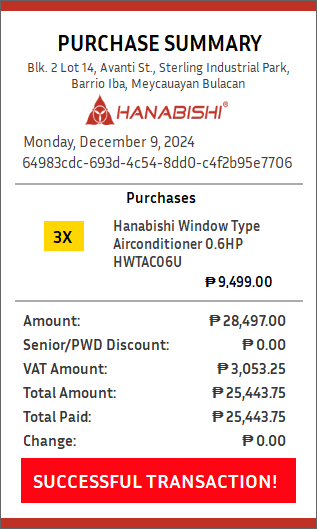 PURCHASE SUMMARY
Blk. 2 Lot 14, Avanti St., Sterling Industrial Park,
Barrio Iba, Meycauayan Bulacan
HANABISHI®
Monday, December 9, 2024
64983cdc-693d-4c54-8dd0-c4f2b95e7706
Purchases
3X
Hanabishi Window Type
Airconditioner 0.6HP
HWTAC06U
₱ 9,499.00
Amount: ₱ 28,497.00
Senior/PWD Discount: ₱ 0.00
VAT Amount: ₱ 3,053.25
Total Amount: ₱ 25,443.75
Total Paid: ₱ 25,443.75
Change: ₱ 0.00
SUCCESSFUL TRANSACTION!